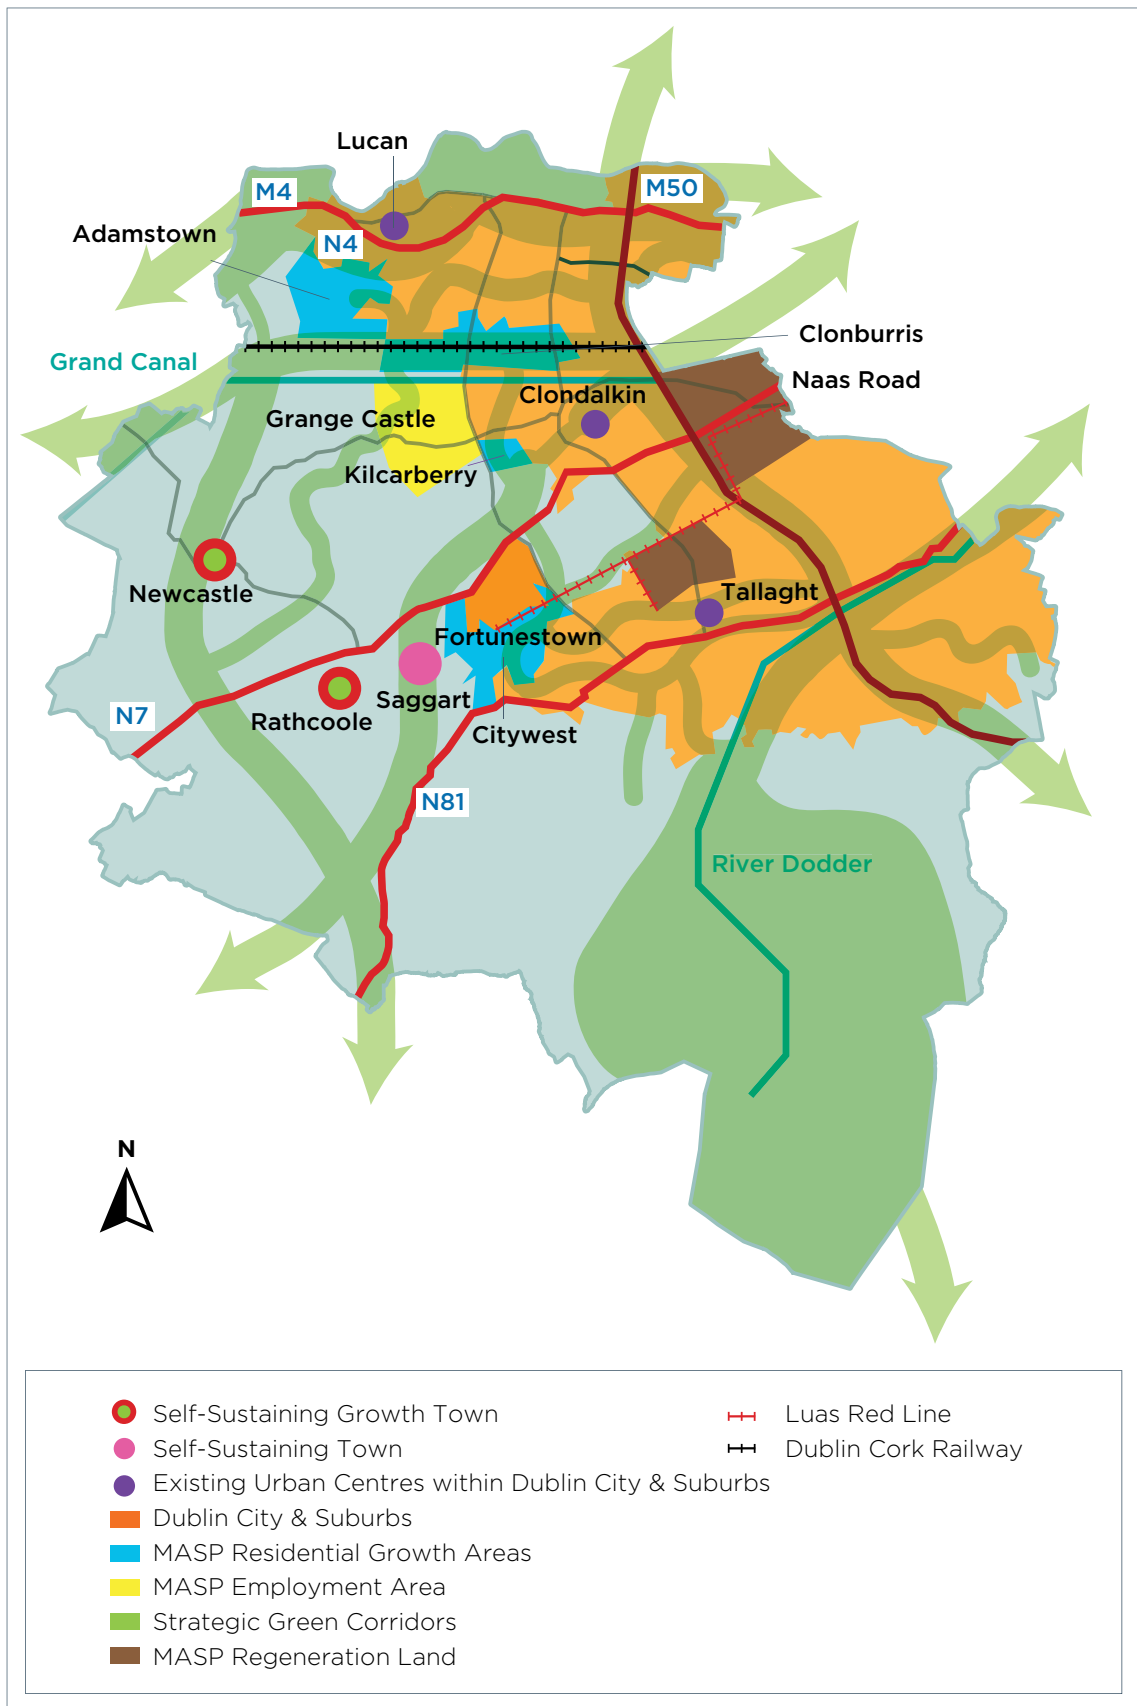 Lucan
M4
M50
Adamstown
N4
Clonburris
Grand Canal
Naas Road
Clondalkin
Grange Castle
Kilcarberry
Newcastle
Tallaght
Fortunestown
Saggart
N7
Rathcoole
Citywest
N81
River Dodder
N
Self-Sustaining Growth Town
Self-Sustaining Town
Existing Urban Centres within Dublin City & Suburbs
Dublin City & Suburbs
MASP Residential Growth Areas
MASP Employment Area
Strategic Green Corridors
MASP Regeneration Land
Luas Red Line
Dublin Cork Railway